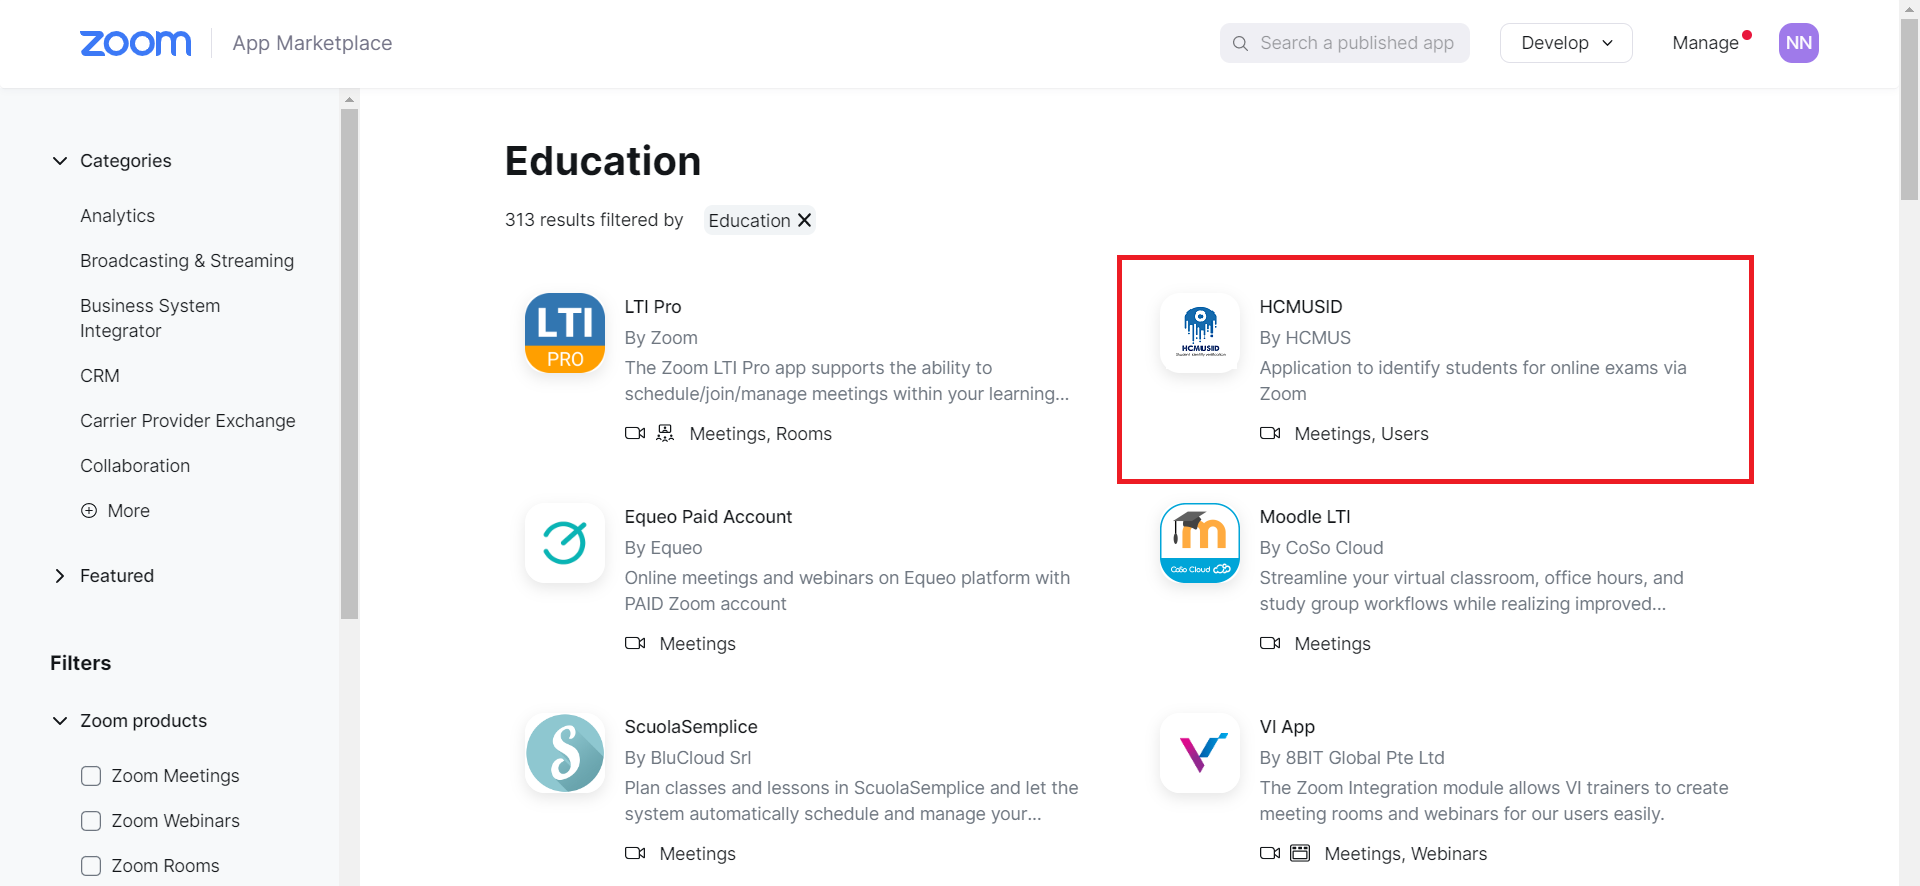 zoom App Marketplace
Search a published app
Develop
Manage
NN
Categories
Analytics
Broadcasting & Streaming
Business System
Integrator
CRM
Carrier Provider Exchange
Collaboration
More
Featured
Filters
Zoom products
Zoom Meetings
Zoom Webinars
Zoom Rooms
Education
313 results filtered by Education
LTI
PRO
LTI Pro
By Zoom
The Zoom LTI Pro app supports the ability to
schedule/join/manage meetings within your learning...
Meetings, Rooms
HCMUSID
Student identity verification
HCMUSID
By HCMUS
Application to identify students for online exams via
Zoom
Meetings, Users
Equeo Paid Account
By Equeo
Online meetings and webinars on Equeo platform with
PAID Zoom account
Meetings
m
CoSo Cloud
Moodle LTI
By CoSo Cloud
Streamline your virtual classroom, office hours, and
study group workflows while realizing improved...
Meetings
S
ScuolaSemplice
By BluCloud Srl
Plan classes and lessons in ScuolaSemplice and let the
system automatically schedule and manage your...
Meetings
VI App
By 8BIT Global Pte Ltd
The Zoom Integration module allows VI trainers to create
meeting rooms and webinars for our users easily.
Meetings, Webinars